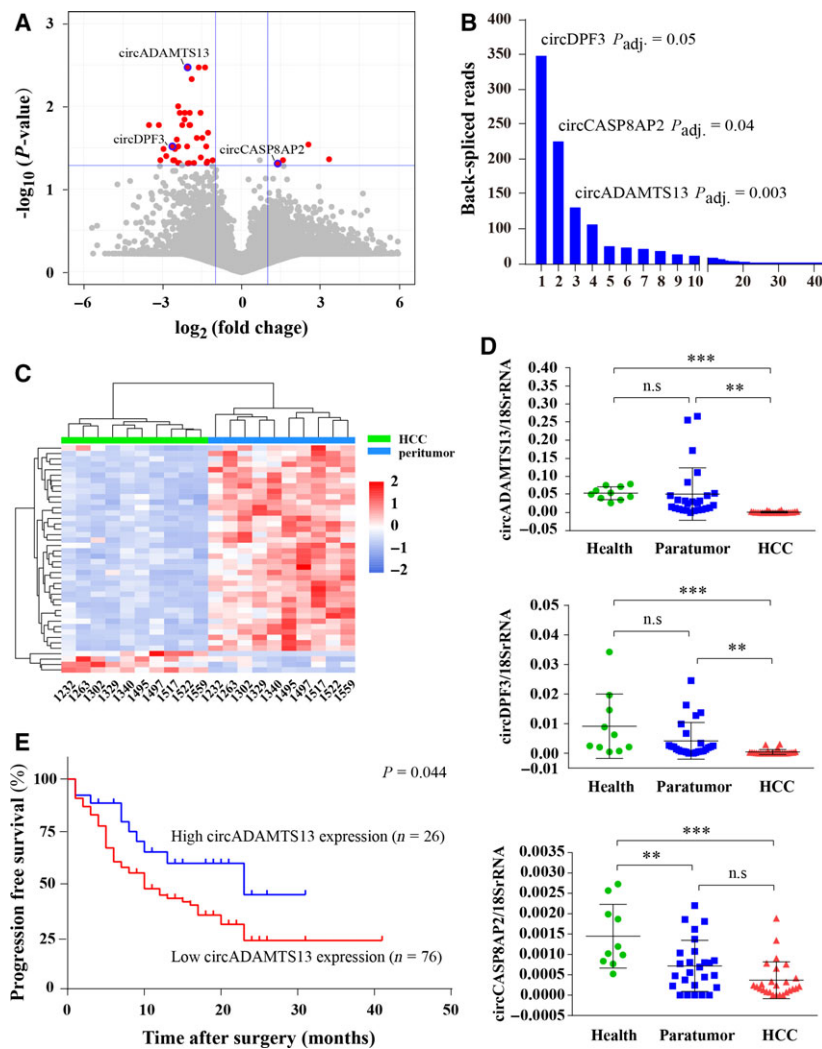 A
3
2
1
0
-log10 (P-value)
circADAMTS13
circDPF3
circCASP8AP2
−6
−3
0
3
6
log2 (fold chage)
B
400
350
300
250
200
150
100
50
0
Back-spliced reads
circDPF3 Padj. = 0.05
circCASP8AP2 Padj. = 0.04
circADAMTS13 Padj. = 0.003
1 2 3 4 5 6 7 8 9 10 20 30 40
C
HCC
peritumor
2
1
0
−1
−2
1232 1263 1302 1329 1340 1495 1497 1517 1522 1559 1232 1263 1302 1329 1340 1495 1497 1517 1522 1559
D
circADAMTS13/18SrRNA
0.40
0.35
0.30
0.25
0.20
0.15
0.10
0.05
0.00
−0.05
***
n.s
**
Health Paratumor HCC
circDPF3/18SrRNA
0.05
0.04
0.03
0.02
0.01
0.00
−0.01
***
n.s
**
Health Paratumor HCC
circCASP8AP2/18SrRNA
0.0035
0.0030
0.0025
0.0020
0.0015
0.0010
0.0005
0.0000
−0.0005
***
**
n.s
Health Paratumor HCC
E
Progression free survival (%)
100
75
50
25
P = 0.044
High circADAMTS13 expression (n = 26)
Low circADAMTS13 expression (n = 76)
0 10 20 30 40 50
Time after surgery (months)